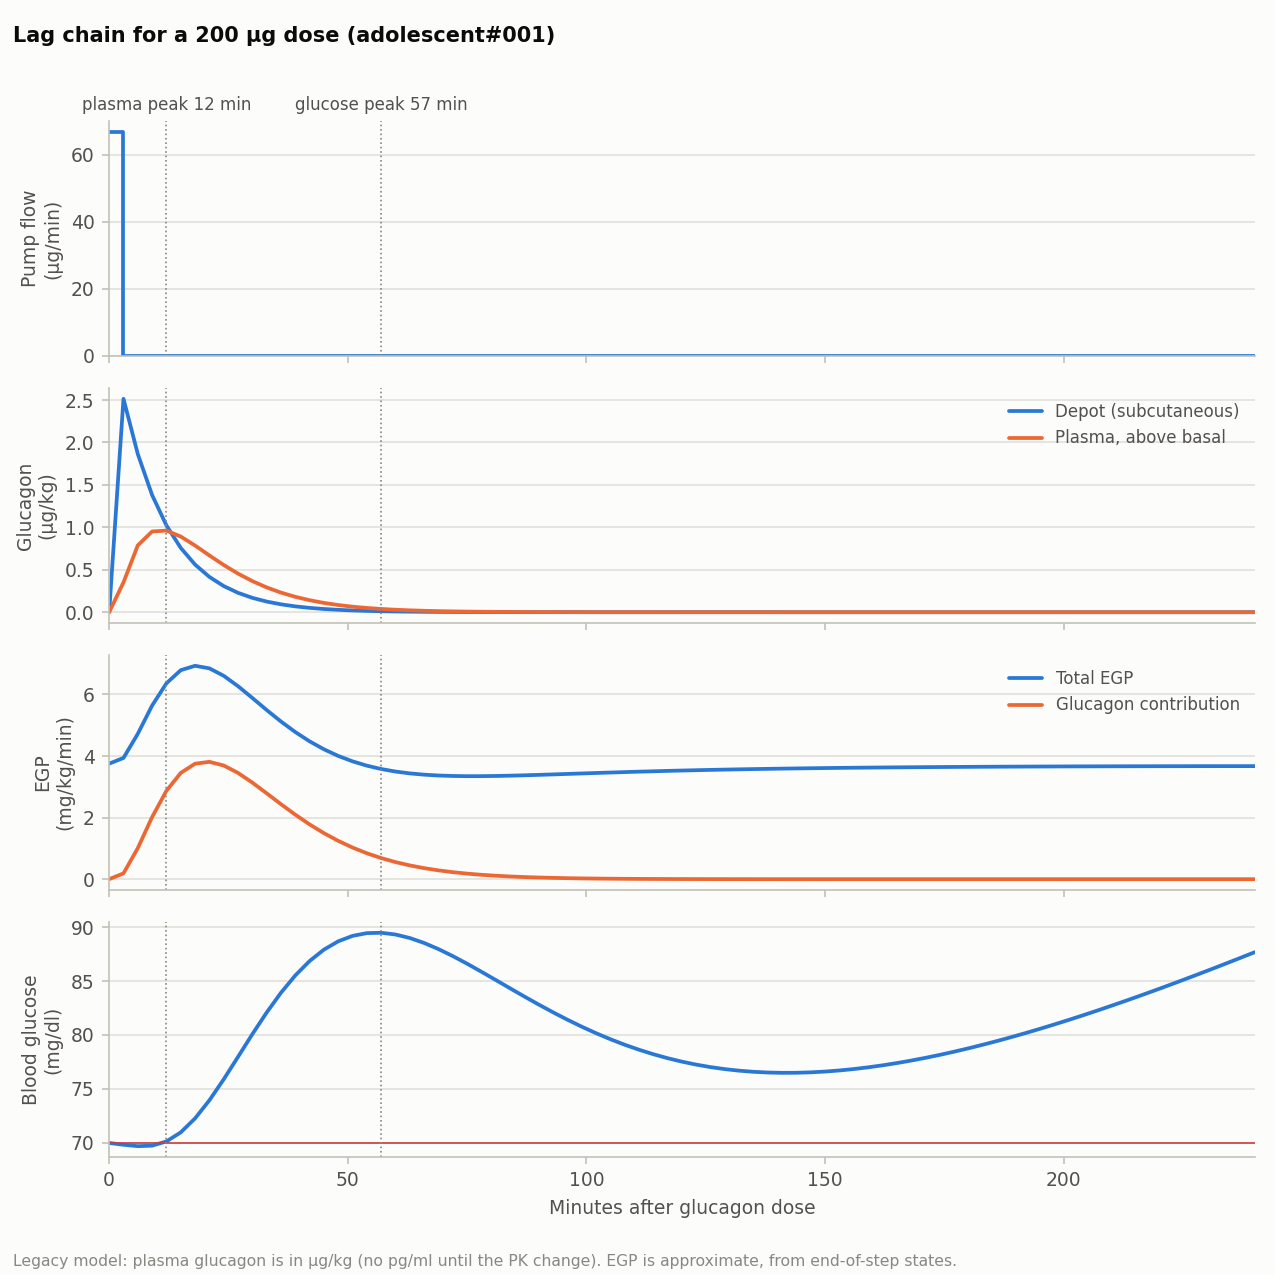 Lag chain for a 200 µg dose (adolescent#001)
plasma peak 12 min
glucose peak 57 min
Pump flow
(µg/min)
60
40
20
0
Glucagon
(µg/kg)
2.5
2.0
1.5
1.0
0.5
0.0
Depot (subcutaneous)
Plasma, above basal
EGP
(mg/kg/min)
6
4
2
0
Total EGP
Glucagon contribution
Blood glucose
(mg/dl)
90
85
80
75
70
0
50
100
150
200
Minutes after glucagon dose
Legacy model: plasma glucagon is in µg/kg (no pg/ml until the PK change). EGP is approximate, from end-of-step states.